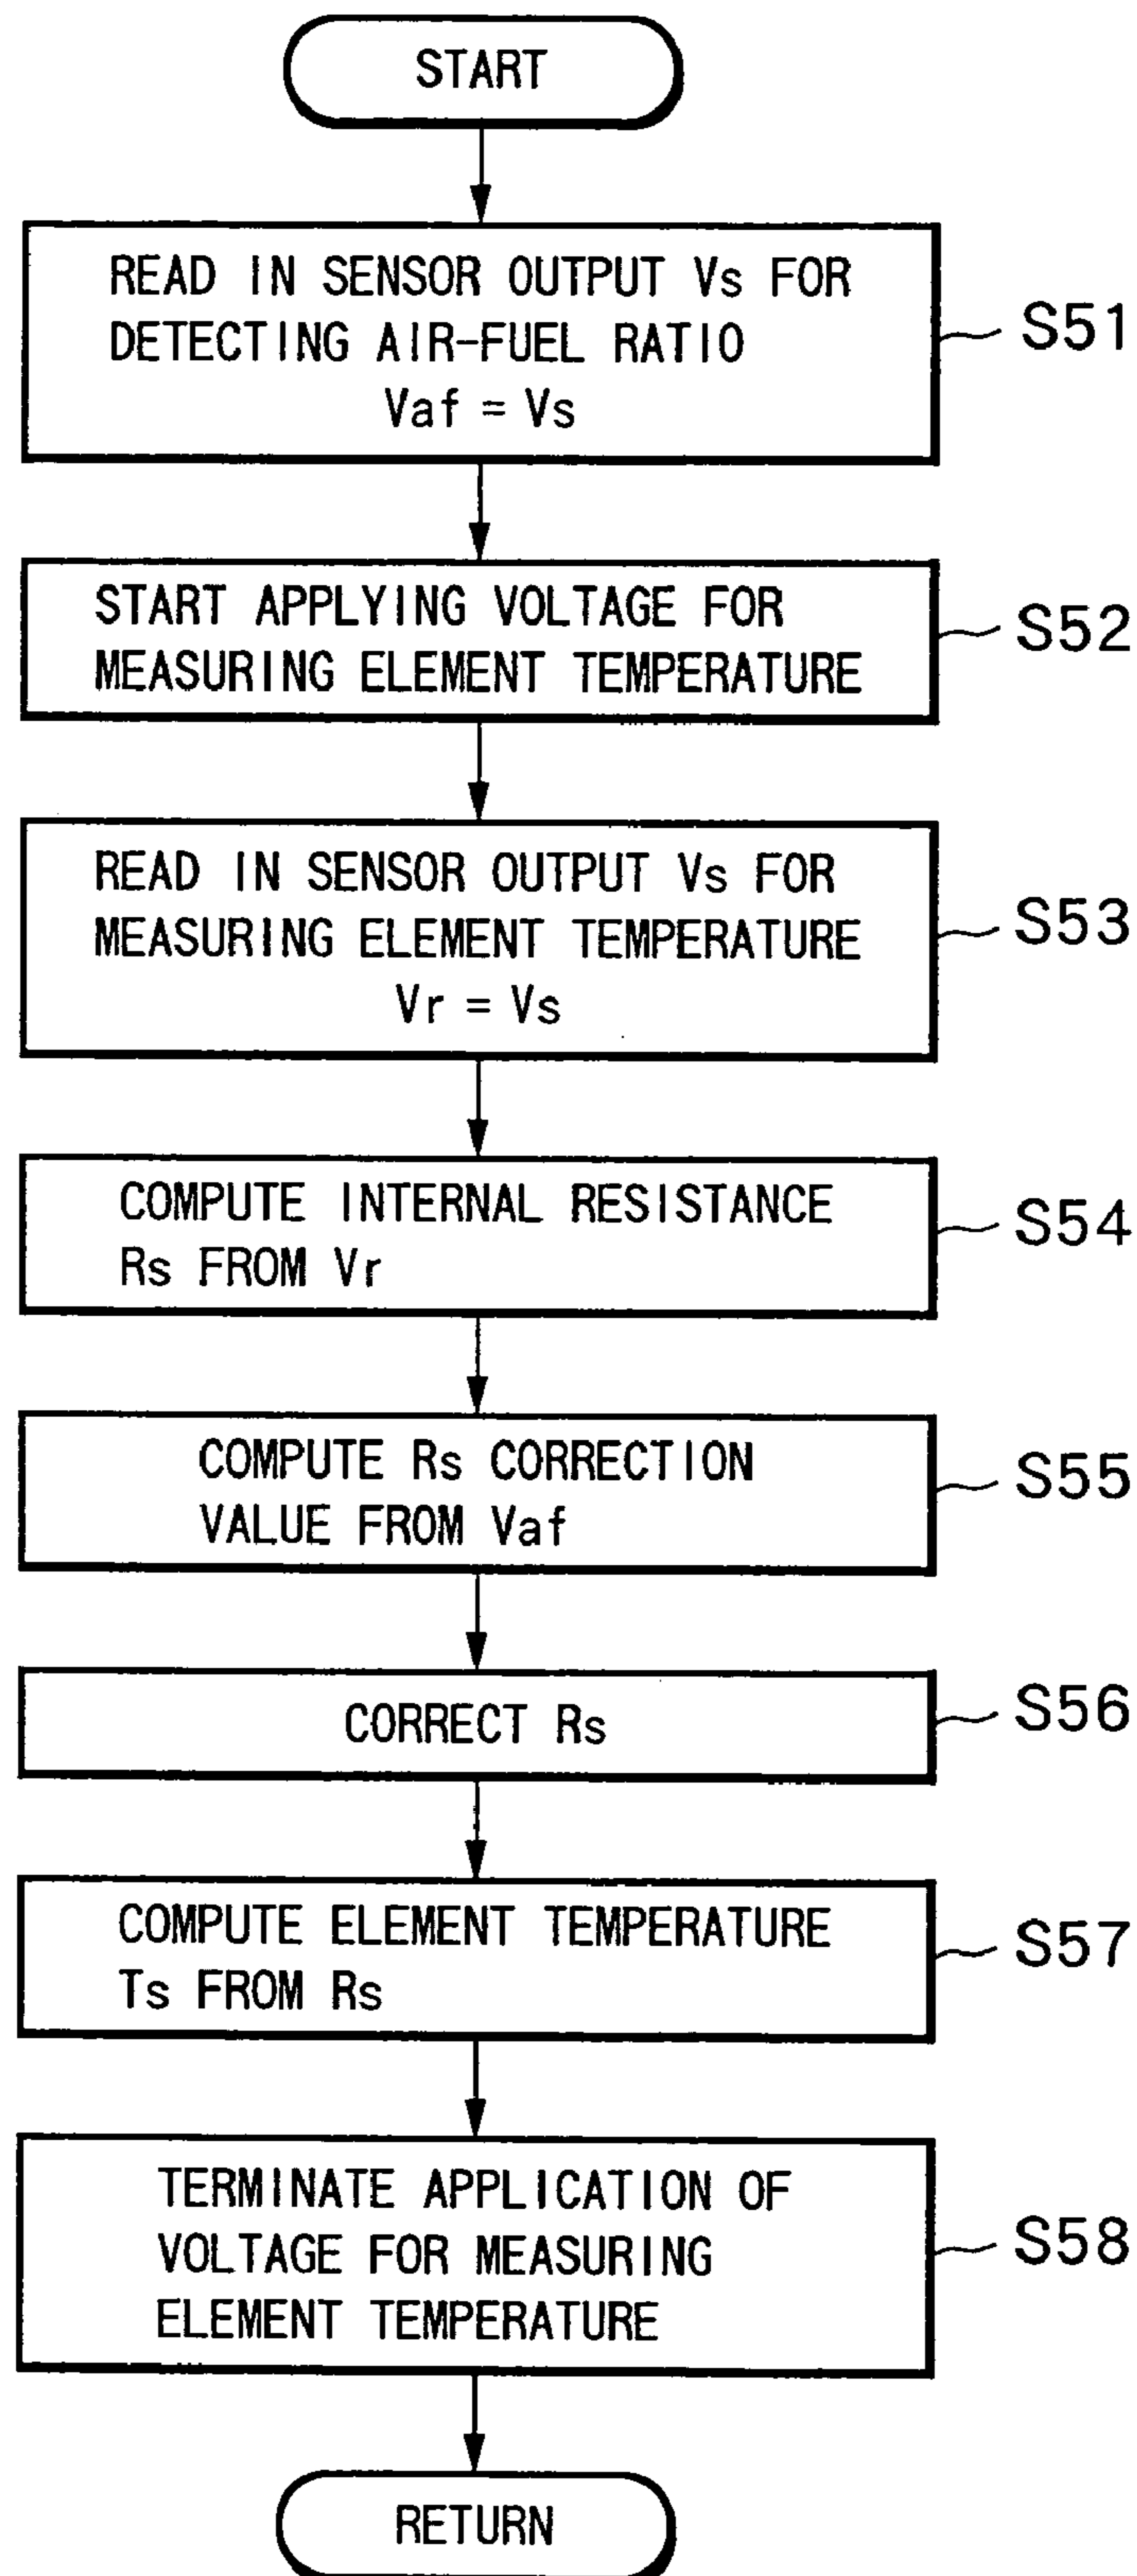 START
READ IN SENSOR OUTPUT Vs FOR
DETECTING AIR-FUEL RATIO
Vaf = Vs
S51
START APPLYING VOLTAGE FOR
MEASURING ELEMENT TEMPERATURE
S52
READ IN SENSOR OUTPUT Vs FOR
MEASURING ELEMENT TEMPERATURE
Vr = Vs
S53
COMPUTE INTERNAL RESISTANCE
Rs FROM Vr
S54
COMPUTE Rs CORRECTION
VALUE FROM Vaf
S55
CORRECT Rs
S56
COMPUTE ELEMENT TEMPERATURE
Ts FROM Rs
S57
TERMINATE APPLICATION OF
VOLTAGE FOR MEASURING
ELEMENT TEMPERATURE
S58
RETURN